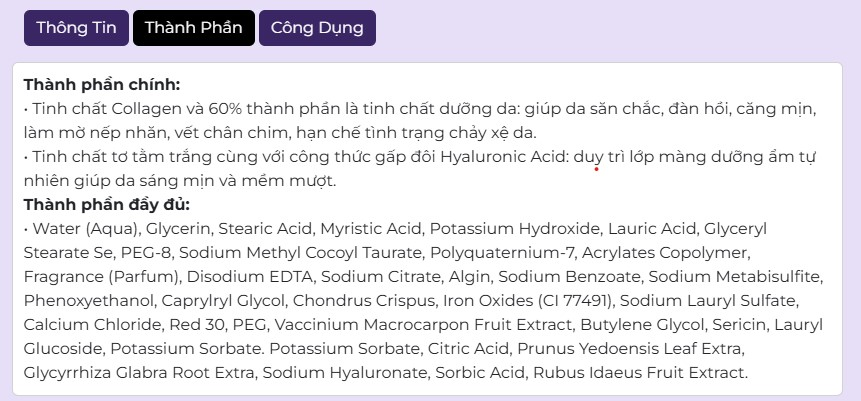 Thông Tin Thành Phần Công Dụng
Thành phần chính:
• Tinh chất Collagen và 60% thành phần là tinh chất dưỡng da: giúp da săn chắc, đàn hồi, căng mịn,
làm mờ nếp nhăn, vết chân chim, hạn chế tình trạng chảy xệ da.
• Tinh chất tơ tằm trắng cùng với công thức gấp đôi Hyaluronic Acid: duy trì lớp màng dưỡng ẩm tự
nhiên giúp da sáng mịn và mềm mượt.
Thành phần đầy đủ:
• Water (Aqua), Glycerin, Stearic Acid, Myristic Acid, Potassium Hydroxide, Lauric Acid, Glyceryl
Stearate Se, PEG-8, Sodium Methyl Cocoyl Taurate, Polyquaternium-7, Acrylates Copolymer,
Fragrance (Parfum), Disodium EDTA, Sodium Citrate, Algin, Sodium Benzoate, Sodium Metabisulfite,
Phenoxyethanol, Caprylryl Grycol, Chondrus Crispus, Iron Oxides (CI 77491), Sodium Lauryl Sulfate,
Calcium Chloride, Red 30, PEG, Vaccinium Macrocarpon Fruit Extract, Butylene Glycol, Sericin, Lauryl
Glucoside, Potassium Sorbate. Potassium Sorbate, Citric Acid, Prunus Yedoensis Leaf Extra,
Glycyrrhiza Glabra Root Extra, Sodium Hyaluronate, Sorbic Acid, Rubus Idaeus Fruit Extract.